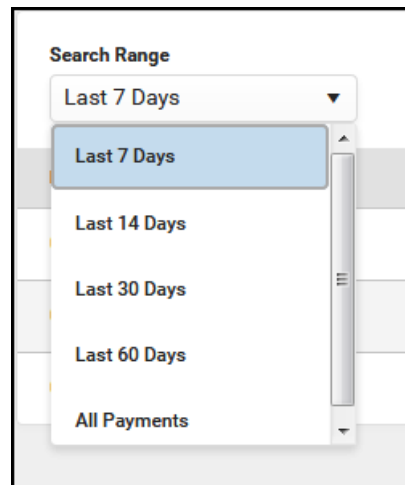 Search Range
Last 7 Days
Last 7 Days
Last 14 Days
Last 30 Days
Last 60 Days
All Payments